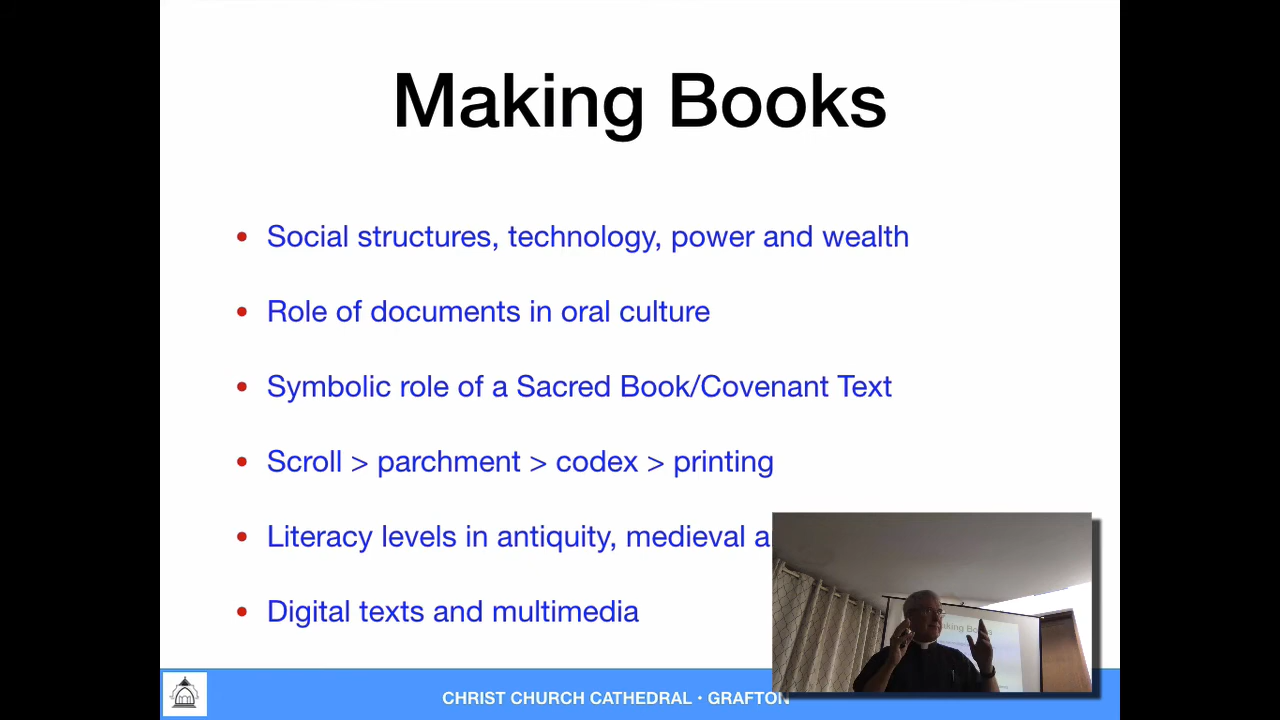 Making Books
• Social structures, technology, power and wealth
• Role of documents in oral culture
• Symbolic role of a Sacred Book/Covenant Text
• Scroll > parchment > codex > printing
• Literacy levels in antiquity, medieval a
• Digital texts and multimedia
CHRIST CHURCH CATHEDRAL • GRAFTON